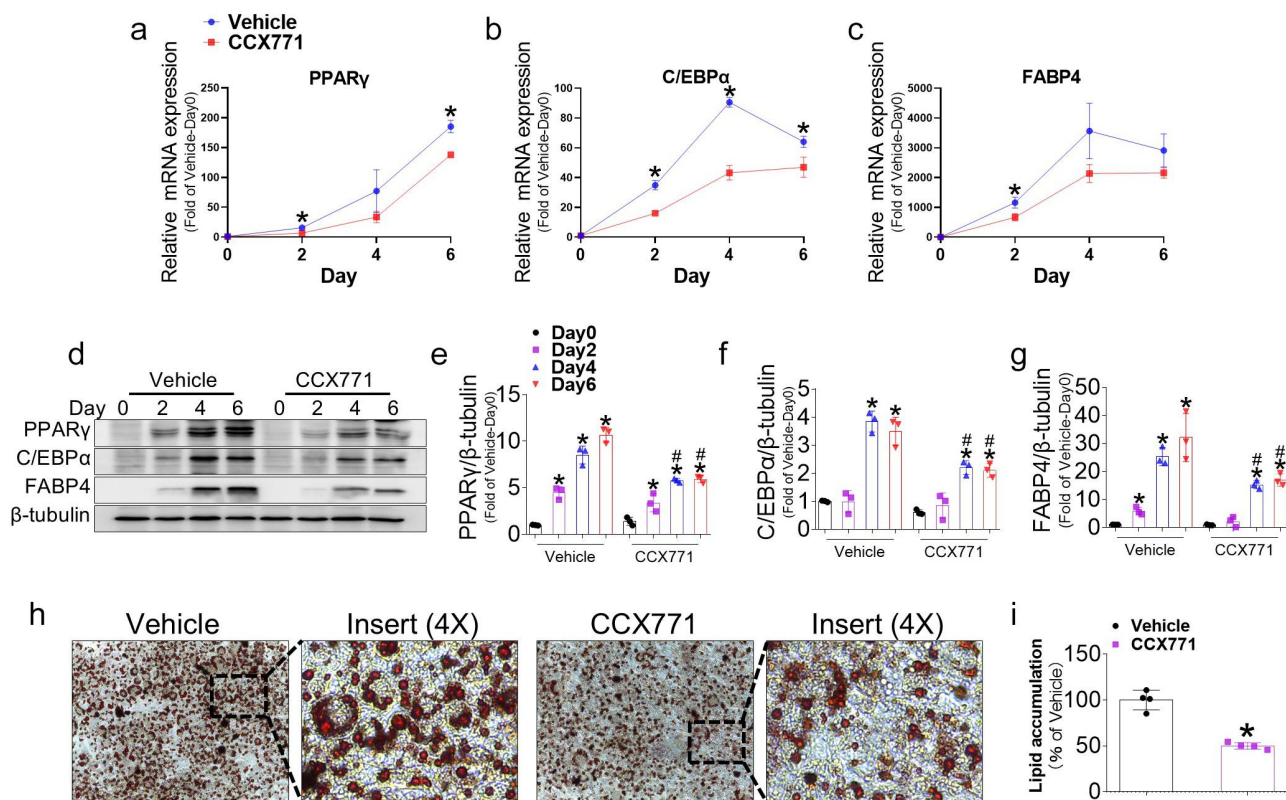 a
Vehicle
CCX771
b
c
PPARγ
C/EBPα
FABP4
Relative mRNA expression
(Fold of Vehicle-Day0)
250
200
150
100
50
0
*
*
0 2 4 6
Day
Relative mRNA expression
(Fold of Vehicle-Day0)
100
80
60
40
20
0
*
*
*
0 2 4 6
Day
Relative mRNA expression
(Fold of Vehicle-Day0)
5000
4000
3000
2000
1000
0
*
0 2 4 6
Day
d
Vehicle CCX771
Day 0 2 4 6 0 2 4 6
PPARγ
C/EBPα
FABP4
β-tubulin
e
Day0
Day2
Day4
Day6
PPARγ/β-tubulin
(Fold of Vehicle-Day0)
15
10
5
0
* * * * # * # *
Vehicle CCX771
f
C/EBPα/β-tubulin
(Fold of Vehicle-Day0)
5
4
3
2
1
0
* * # * # *
Vehicle CCX771
g
FABP4/β-tubulin
(Fold of Vehicle-Day0)
50
40
30
20
10
0
* * * # * # *
Vehicle CCX771
h
Vehicle Insert (4X) CCX771 Insert (4X)
i
Vehicle
CCX771
Lipid accumulation
(% of Vehicle)
150
100
50
0
*